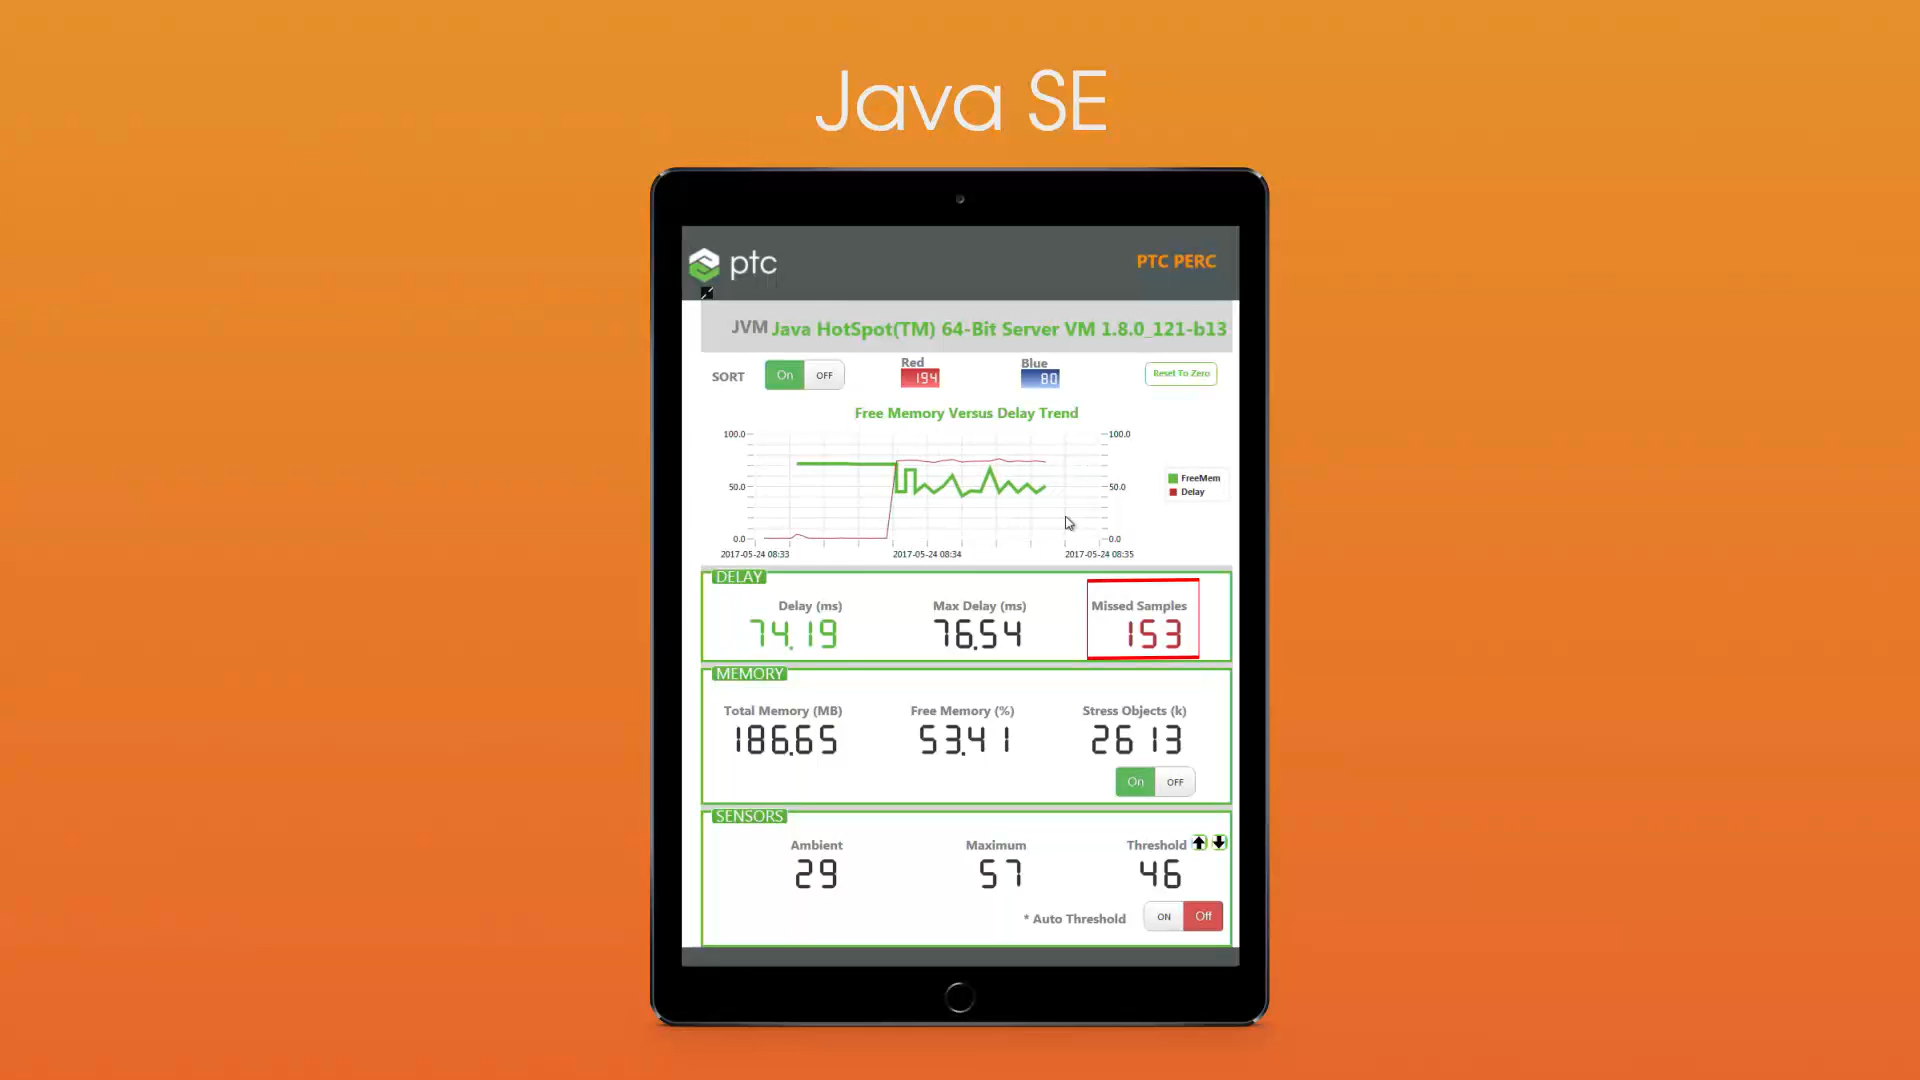 Java SE
ptc
PTC PERC
JVM Java HotSpot(TM) 64-Bit Server VM 1.8.0_121-b13
SORT On OFF
Red
194
Blue
80
Reset To Zero
Free Memory Versus Delay Trend
100.0
50.0
0.0
100.0
50.0
0.0
2017-05-24 08:33
2017-05-24 08:34
2017-05-24 08:35
FreeMem
Delay
DELAY
Delay (ms)
74.19
Max Delay (ms)
76.54
Missed Samples
153
MEMORY
Total Memory (MB)
186.65
Free Memory (%)
53.41
Stress Objects (k)
2613
On OFF
SENSORS
Ambient
29
Maximum
57
Threshold
46
* Auto Threshold ON Off